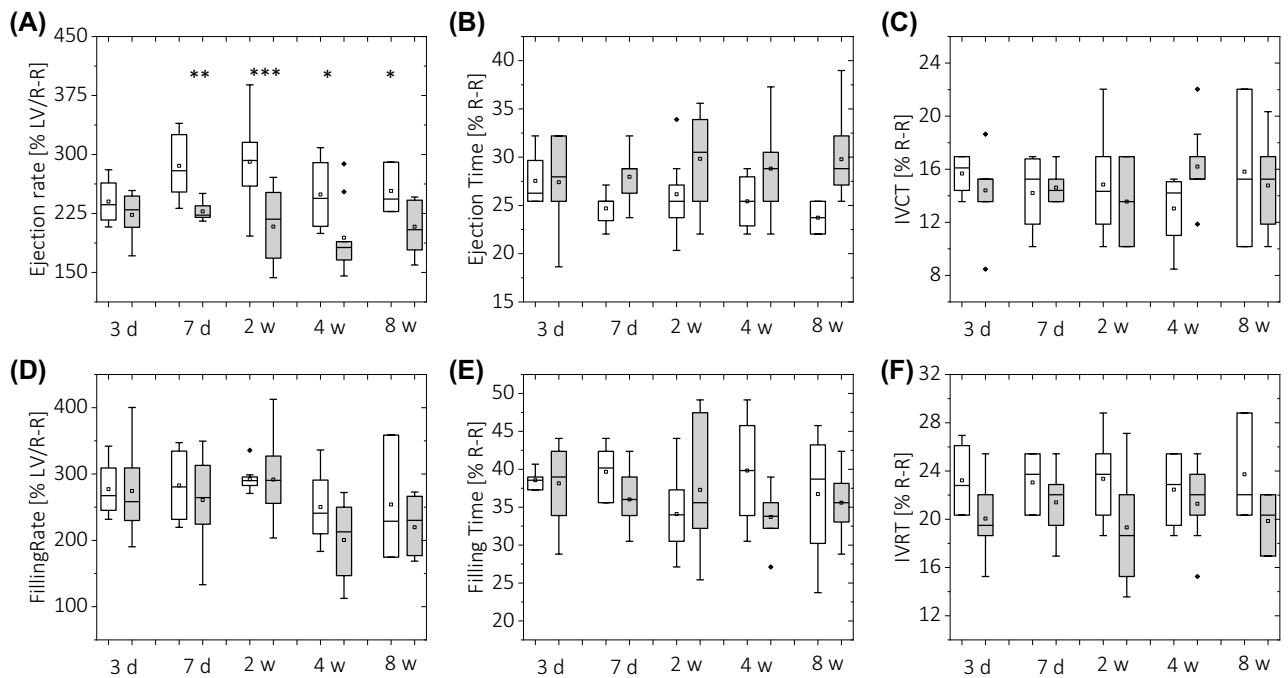 (A)
Ejection rate [% LV/R-R]
450
375
300
225
150
** *** * *
3 d 7 d 2 w 4 w 8 w
(B)
Ejection Time [% R-R]
40
35
30
25
20
15
3 d 7 d 2 w 4 w 8 w
(C)
IVCT [% R-R]
24
20
16
12
8
3 d 7 d 2 w 4 w 8 w
(D)
FillingRate [% LV/R-R]
400
300
200
100
3 d 7 d 2 w 4 w 8 w
(E)
Filling Time [% R-R]
50
45
40
35
30
25
20
3 d 7 d 2 w 4 w 8 w
(F)
IVRT [% R-R]
32
28
24
20
16
12
3 d 7 d 2 w 4 w 8 w